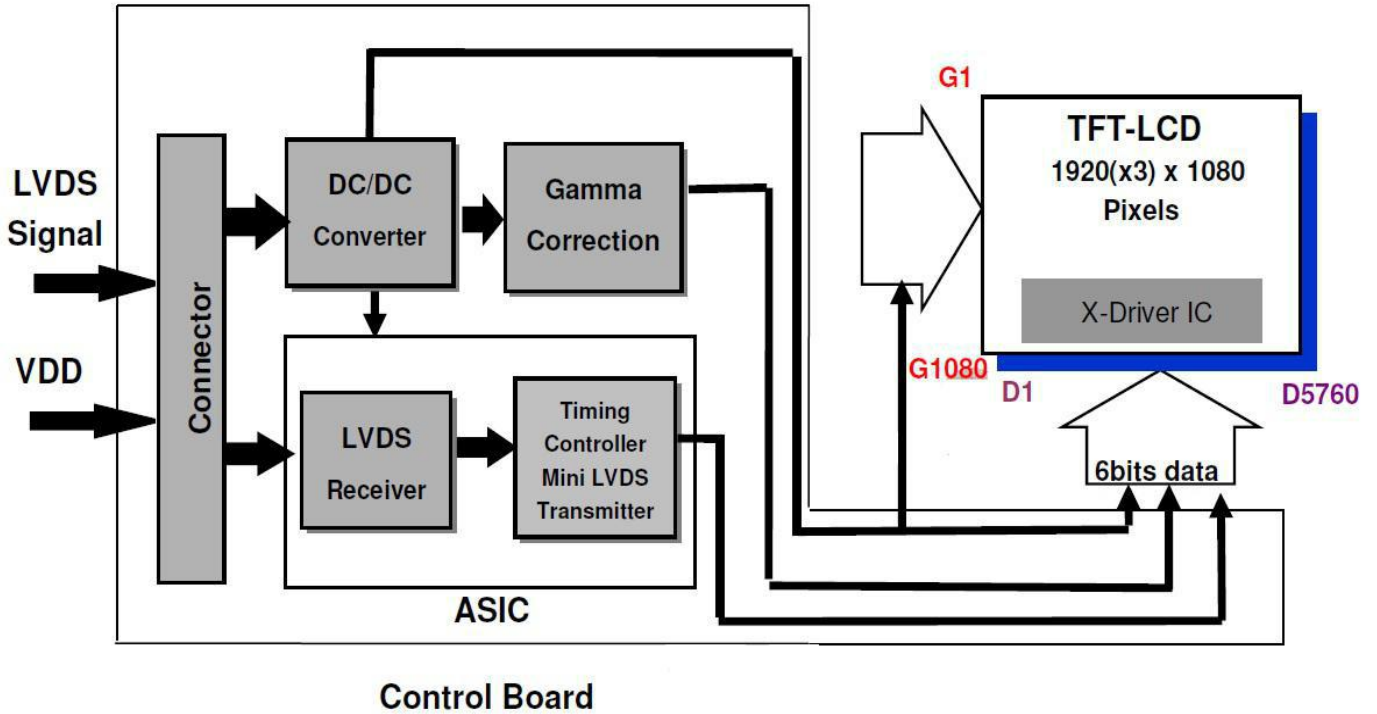 LVDS
Signal
VDD
Connector
DC/DC
Converter
Gamma
Correction
LVDS
Receiver
Timing
Controller
Mini LVDS
Transmitter
ASIC
Control Board
G1
G1080
TFT-LCD
1920(x3) x 1080
Pixels
X-Driver IC
D1
D5760
6bits data